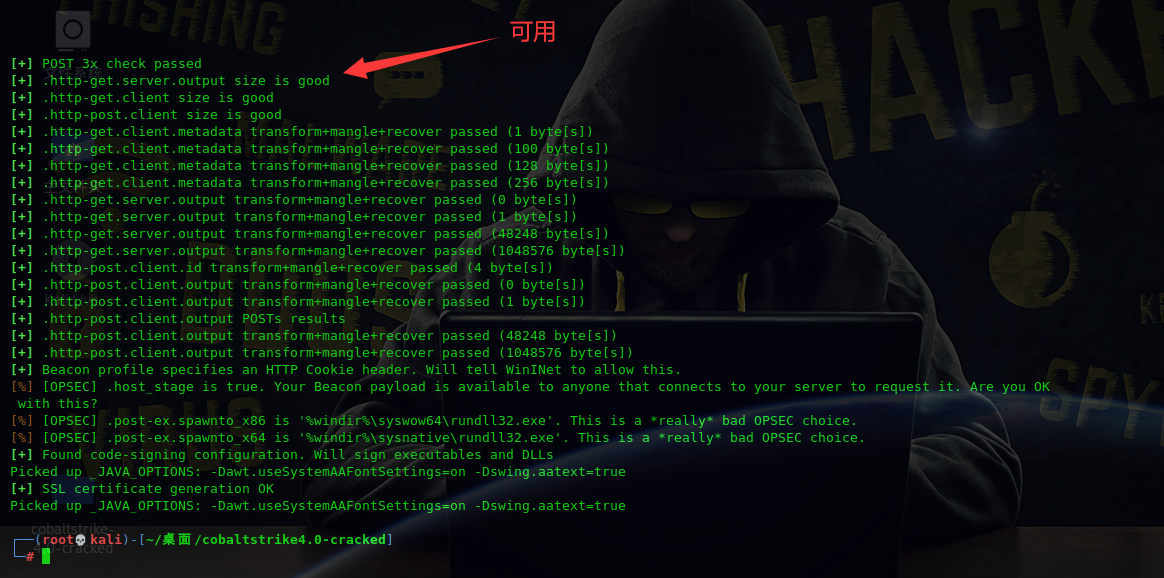 可用
[+] POST 3x check passed
[+] .http-get.server.output size is good
[+] .http-get.client size is good
[+] .http-post.client size is good
[+] .http-get.client.metadata transform+mangle+recover passed (1 byte[s])
[+] .http-get.client.metadata transform+mangle+recover passed (100 byte[s])
[+] .http-get.client.metadata transform+mangle+recover passed (128 byte[s])
[+] .http-get.client.metadata transform+mangle+recover passed (256 byte[s])
[+] .http-get.server.output transform+mangle+recover passed (0 byte[s])
[+] .http-get.server.output transform+mangle+recover passed (1 byte[s])
[+] .http-get.server.output transform+mangle+recover passed (48248 byte[s])
[+] .http-get.server.output transform+mangle+recover passed (1048576 byte[s])
[+] .http-post.client.id transform+mangle+recover passed (4 byte[s])
[+] .http-post.client.output transform+mangle+recover passed (0 byte[s])
[+] .http-post.client.output transform+mangle+recover passed (1 byte[s])
[+] .http-post.client.output POSTs results
[+] .http-post.client.output transform+mangle+recover passed (48248 byte[s])
[+] .http-post.client.output transform+mangle+recover passed (1048576 byte[s])
[+] Beacon profile specifies an HTTP Cookie header. Will tell WinINet to allow this.
[%] [OPSEC] .host_stage is true. Your Beacon payload is available to anyone that connects to your server to request it. Are you OK
with this?
[%] [OPSEC] .post-ex.spawnto_x86 is '%windir%\syswow64\rundll32.exe'. This is a *really* bad OPSEC choice.
[%] [OPSEC] .post-ex.spawnto_x64 is '%windir%\sysnative\rundll32.exe'. This is a *really* bad OPSEC choice.
[+] Found code-signing configuration. Will sign executables and DLLs
Picked up _JAVA_OPTIONS: -Dawt.useSystemAAFontSettings=on -Dswing.aatext=true
[+] SSL certificate generation OK
Picked up _JAVA_OPTIONS: -Dawt.useSystemAAFontSettings=on -Dswing.aatext=true
cobaltstrike-
4.0-cracked
(root💀kali)-[~/桌面/cobaltstrike4.0-cracked]
#
HACKE
SPY